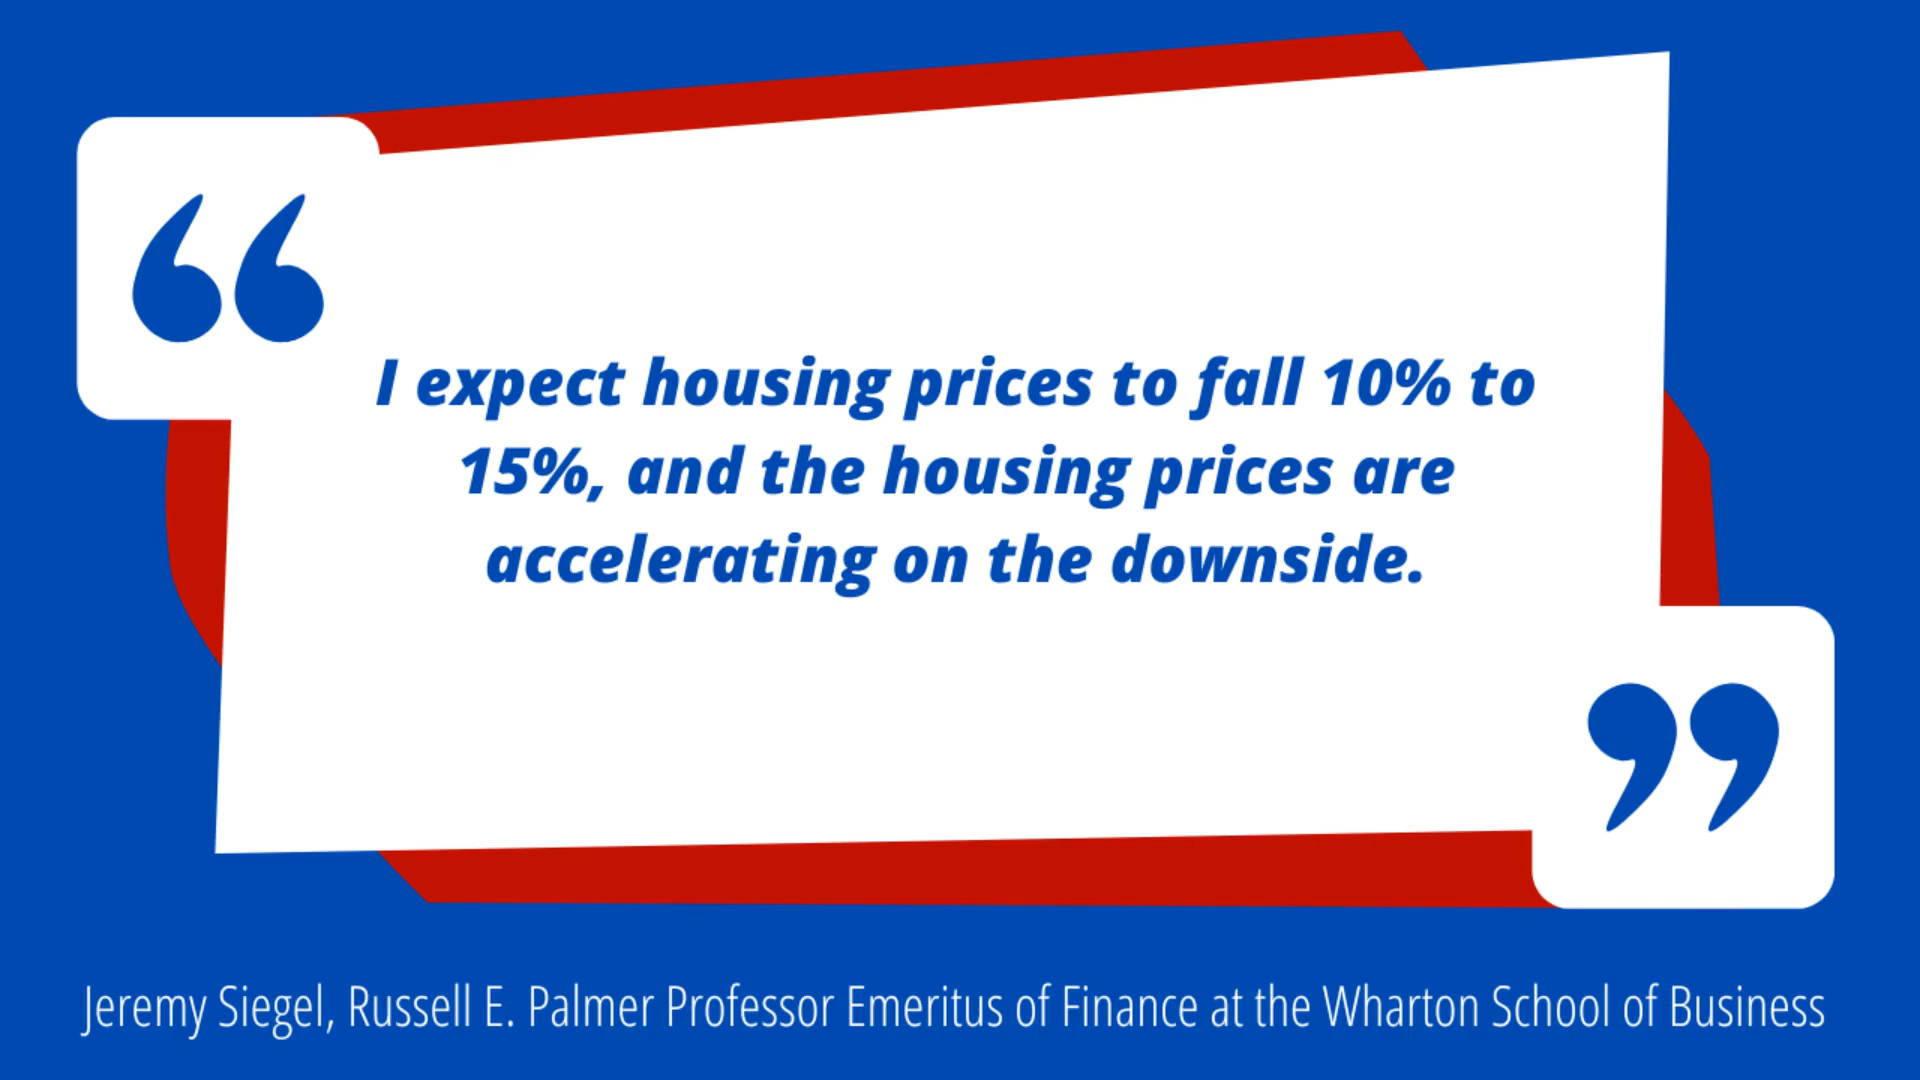 “
I expect housing prices to fall 10% to
15%, and the housing prices are
accelerating on the downside.
”
Jeremy Siegel, Russell E. Palmer Professor Emeritus of Finance at the Wharton School of Business